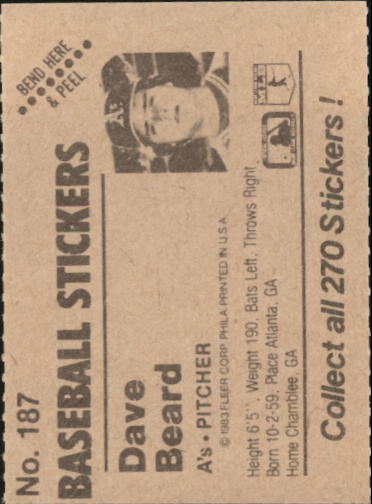 No. 187
BEND HERE
& PEEL
BASEBALL STICKERS
A's
Dave
Beard
A's • PITCHER
© 1983 FLEER CORP. PHILA. PRINTED IN U.S.A.
Height 6'5'', Weight 190, Bats Left, Throws Right
Born 10-2-59, Place Atlanta, GA
Home Chamblee, GA
Collect all 270 Stickers!